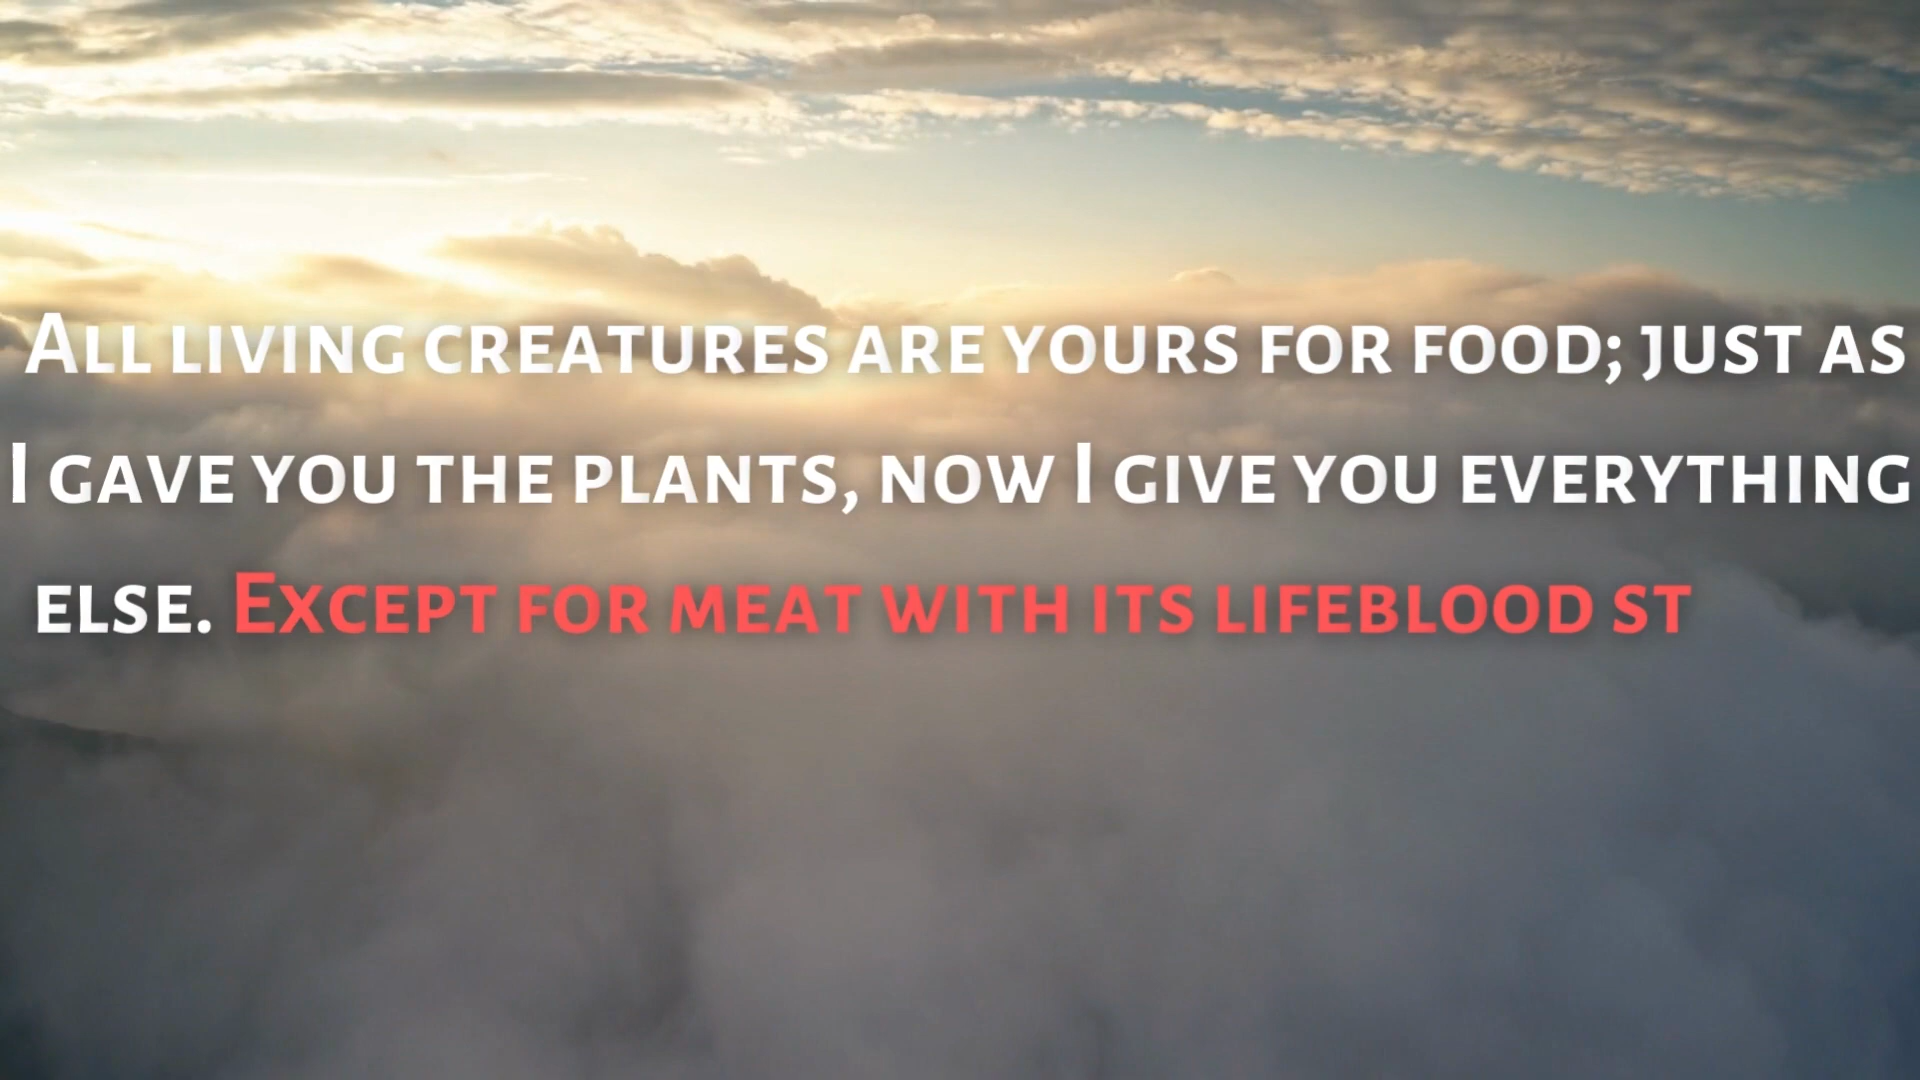 All living creatures are yours for food; just as
I gave you the plants, now I give you everything
else. Except for meat with its lifeblood st